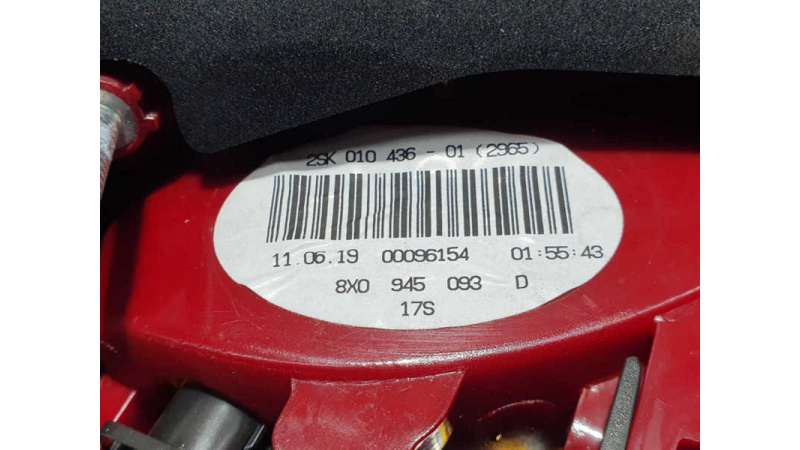 2SK 010 436 - 01 (2965)
11.06.19 00096154 01:55:43
8X0 945 093 D
17S